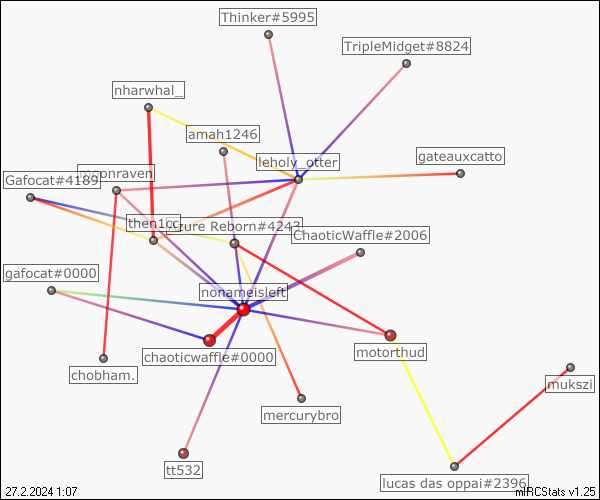 Thinker#5995
TripleMidget#8824
nharwhal_
amah1246
leholy_otter
gateauxcatto
Gafocat#4189
moonraven
then1cc
Azure Reborn#4243
ChaoticWaffle#2006
gafocat#0000
nonameisleft
chaoticwaffle#0000
motorthud
chobham.
mukszi
mercurybro
tt532
lucas das oppai#2396
27.2.2024 1:07
mIRCStats v1.25